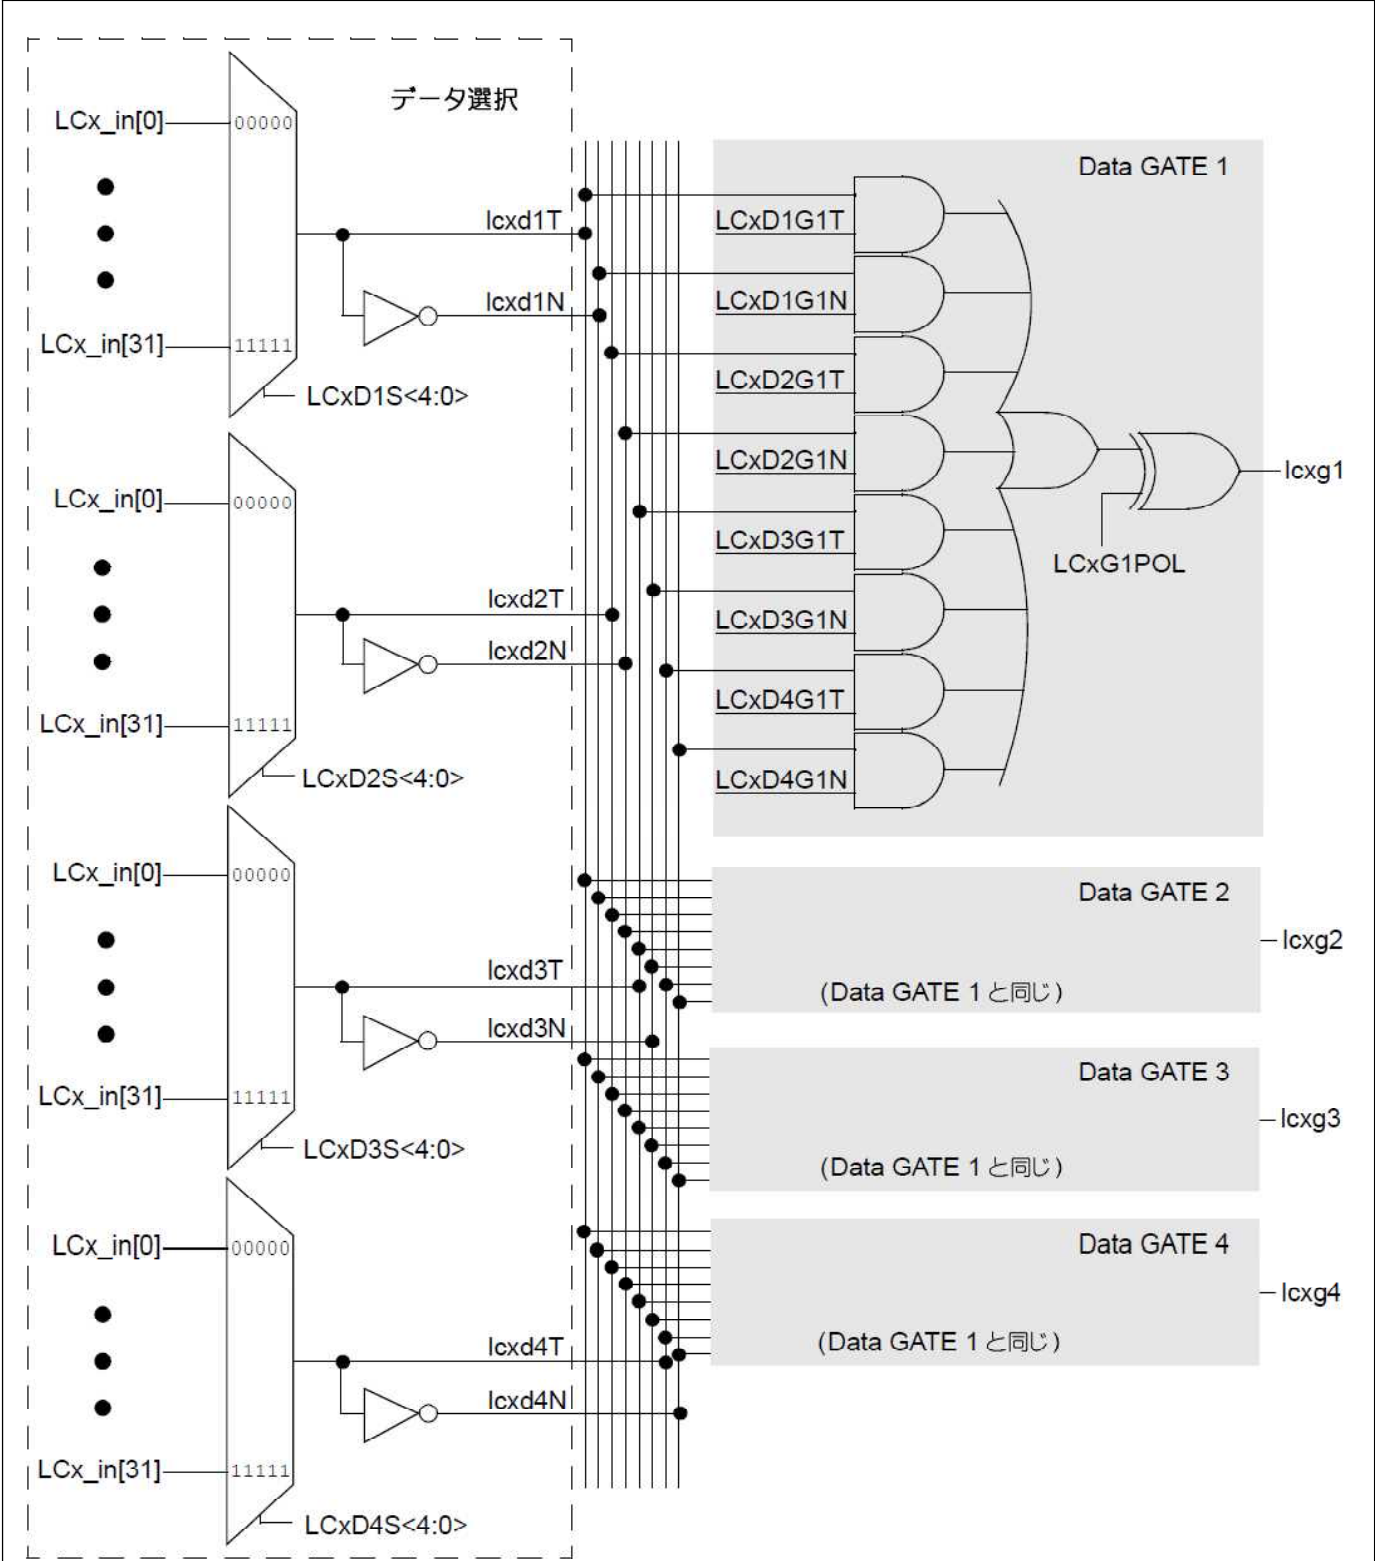 データ選択
LCx_in[0]
00000
LCx_in[31]
11111
LCxD1S<4:0>
lcxd1T
lcxd1N
LCx_in[0]
00000
LCx_in[31]
11111
LCxD2S<4:0>
lcxd2T
lcxd2N
LCx_in[0]
00000
LCx_in[31]
11111
LCxD3S<4:0>
lcxd3T
lcxd3N
LCx_in[0]
00000
LCx_in[31]
11111
LCxD4S<4:0>
lcxd4T
lcxd4N
Data GATE 1
LCxD1G1T
LCxD1G1N
LCxD2G1T
LCxD2G1N
LCxD3G1T
LCxD3G1N
LCxD4G1T
LCxD4G1N
LCxG1POL
lcxg1
Data GATE 2
(Data GATE 1 と同じ)
lcxg2
Data GATE 3
(Data GATE 1 と同じ)
lcxg3
Data GATE 4
(Data GATE 1 と同じ)
lcxg4